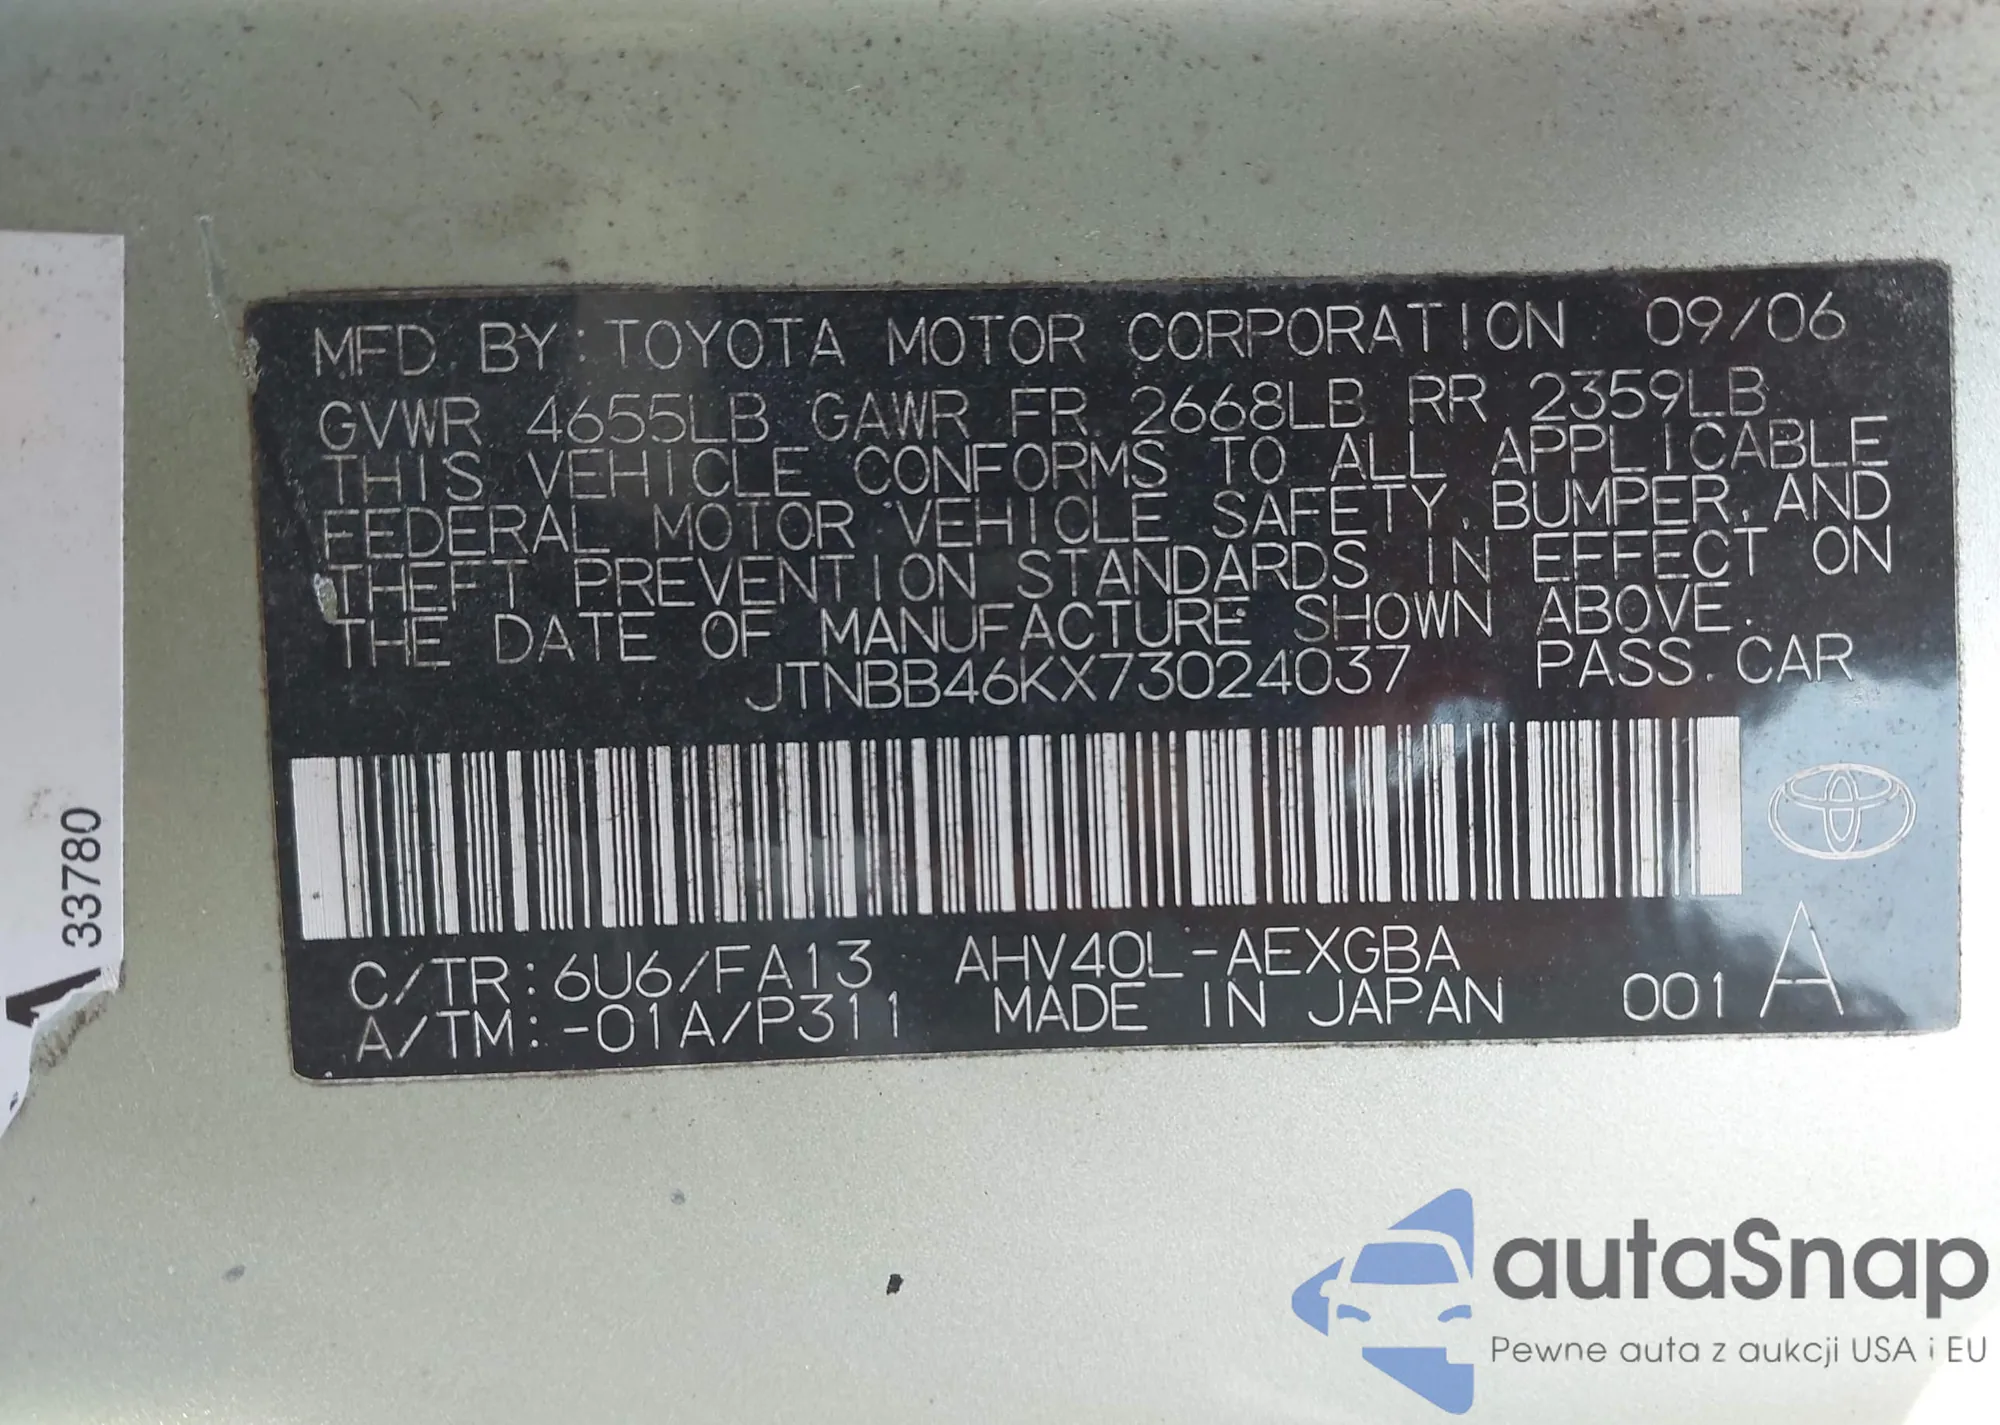 MFD. BY: TOYOTA MOTOR CORPORATION 09/06
GVWR 4655LB GAWR FR 2668LB RR 2359LB
THIS VEHICLE CONFORMS TO ALL APPLICABLE
FEDERAL MOTOR VEHICLE SAFETY, BUMPER, AND
THEFT PREVENTION STANDARDS IN EFFECT ON
THE DATE OF MANUFACTURE SHOWN ABOVE.
JTNBB46KX73024037 PASS. CAR
C/TR: 6U6/FA13 AHV40L-AEXGBA
A/TM: -01A/P311 MADE IN JAPAN 001 A
33780
autaSnap
Pewne auta z aukcji USA i EU